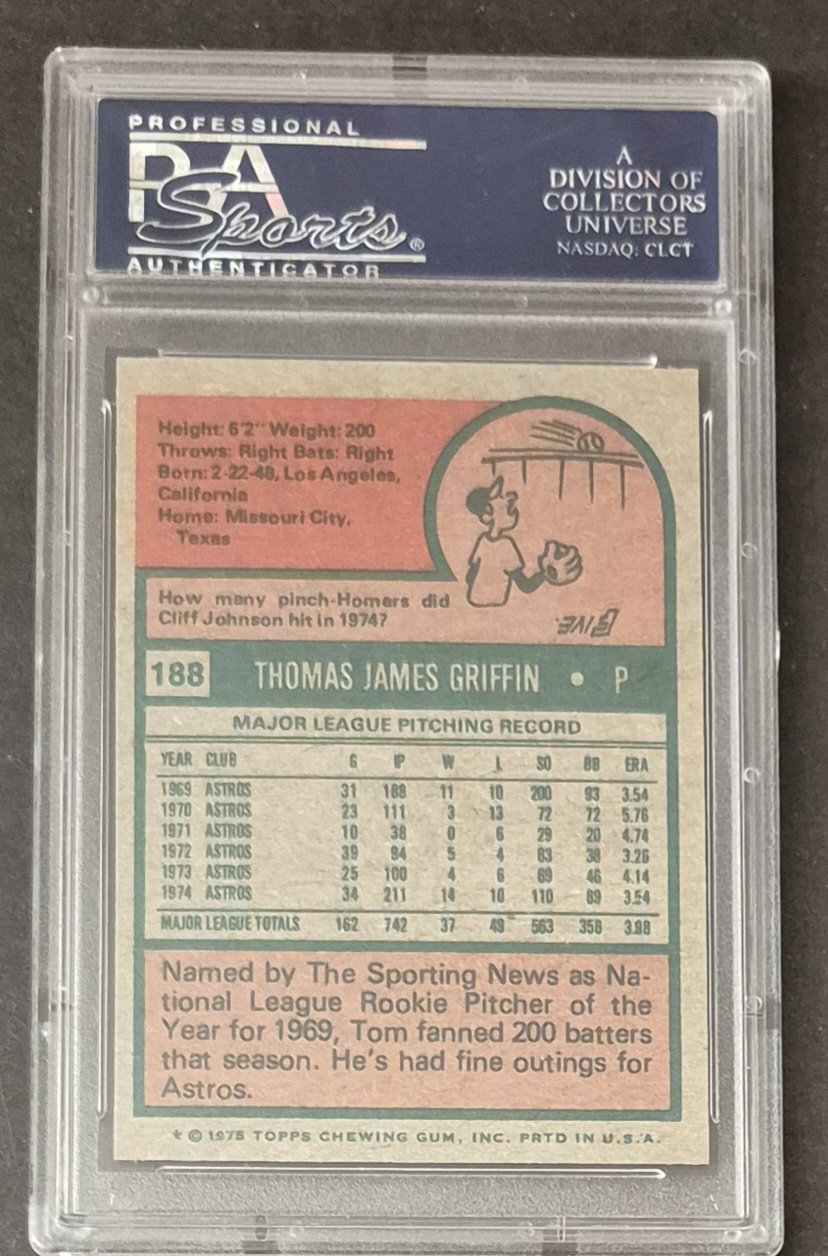 PROFESSIONAL
PSA
Sports®
AUTHENTICATOR
A
DIVISION OF
COLLECTORS
UNIVERSE
NASDAQ: CLCT
Height: 6'2" Weight: 200
Throws: Right Bats: Right
Born: 2-22-48, Los Angeles,
California
Home: Missouri City,
Texas
How many pinch-Homers did
Cliff Johnson hit in 1974?
FIVE.
188 THOMAS JAMES GRIFFIN • P
MAJOR LEAGUE PITCHING RECORD
YEAR CLUB G IP W L SO BB ERA
1969 ASTROS 31 188 11 10 200 93 3.54
1970 ASTROS 23 111 3 13 72 72 5.76
1971 ASTROS 10 38 0 6 29 20 4.74
1972 ASTROS 39 94 5 4 83 38 3.26
1973 ASTROS 25 100 4 6 69 46 4.14
1974 ASTROS 34 211 14 10 110 89 3.54
MAJOR LEAGUE TOTALS 162 742 37 49 563 358 3.98
Named by The Sporting News as Na-
tional League Rookie Pitcher of the
Year for 1969, Tom fanned 200 batters
that season. He's had fine outings for
Astros.
* © 1975 TOPPS CHEWING GUM, INC. PRTD IN U.S.A.